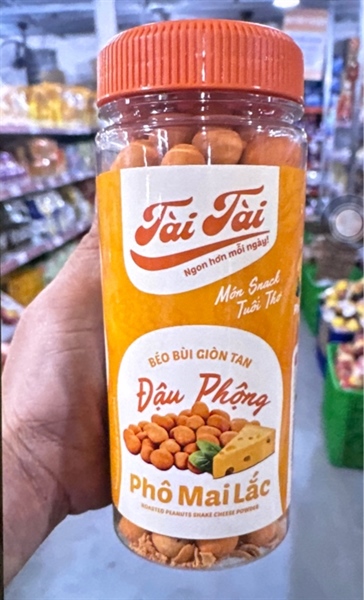 Tài Tài
Ngon hơn mỗi ngày!
Món Snack
Tuổi Thơ
BÉO BÙI GIÒN TAN
Đậu Phộng
Phô Mai Lắc
ROASTED PEANUTS SHAKE CHEESE POWDER